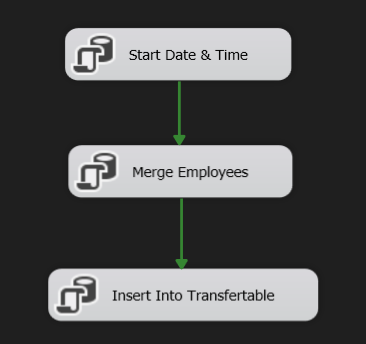 Start Date & Time
Merge Employees
Insert Into Transfertable